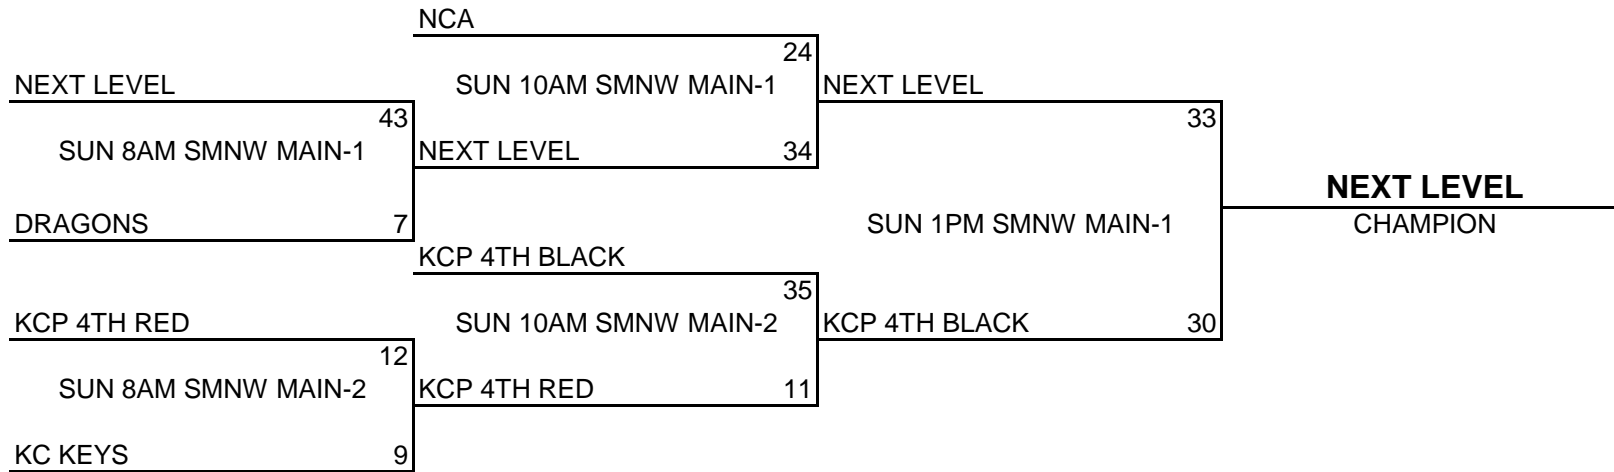 NCA
24
NEXT LEVEL
SUN 10AM SMNW MAIN-1
NEXT LEVEL
43
33
SUN 8AM SMNW MAIN-1
NEXT LEVEL
34
NEXT LEVEL
DRAGONS
7
SUN 1PM SMNW MAIN-1
CHAMPION
KCP 4TH BLACK
35
KCP 4TH RED
SUN 10AM SMNW MAIN-2
KCP 4TH BLACK
30
12
SUN 8AM SMNW MAIN-2
KCP 4TH RED
11
KC KEYS
9